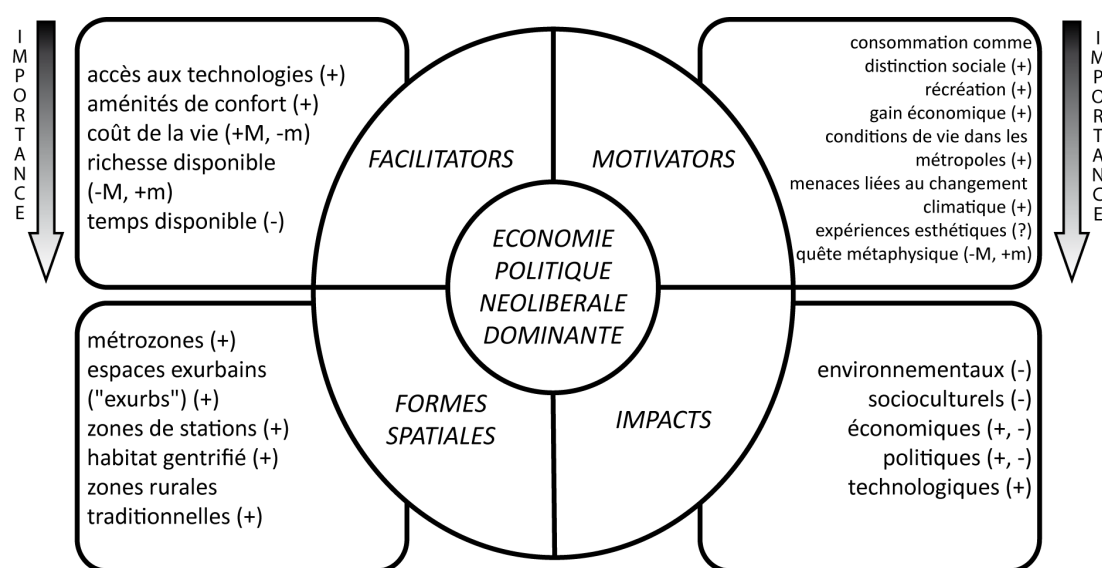 IMPORTANCE
accès aux technologies (+)
aménités de confort (+)
coût de la vie (+M, -m)
richesse disponible
(-M, +m)
temps disponible (-)
FACILITATORS
MOTIVATORS
consommation comme
distinction sociale (+)
récréation (+)
gain économique (+)
conditions de vie dans les
métropoles (+)
menaces liées au changement
climatique (+)
expériences esthétiques (?)
quête métaphysique (-M, +m)
IMPORTANCE
ECONOMIE
POLITIQUE
NEOLIBERALE
DOMINANTE
métrozones (+)
espaces exurbains
("exurbs") (+)
zones de stations (+)
habitat gentrifié (+)
zones rurales
traditionnelles (+)
FORMES
SPATIALES
IMPACTS
environnementaux (-)
socioculturels (-)
économiques (+, -)
politiques (+, -)
technologiques (+)